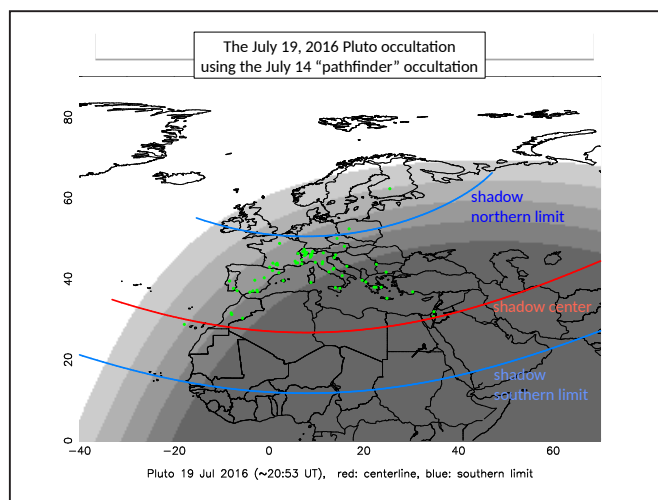 The July 19, 2016 Pluto occultation
using the July 14 “pathfinder” occultation
80
60
40
20
0
shadow
northern limit
shadow center
shadow
southern limit
−40
−20
0
20
40
60
Pluto 19 Jul 2016 (~20:53 UT), red: centerline, blue: southern limit